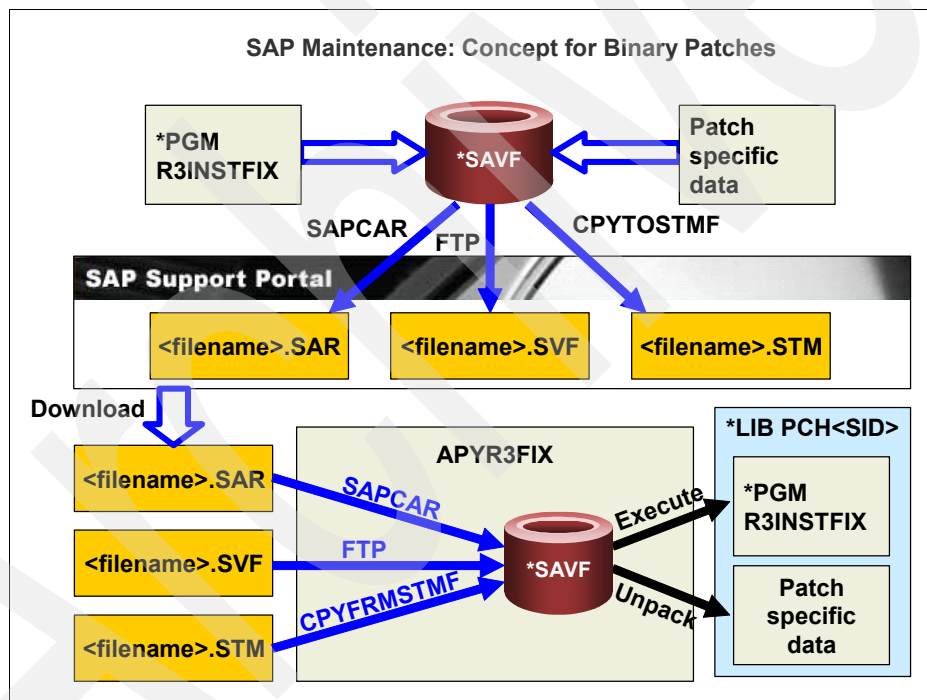 SAP Maintenance: Concept for Binary Patches
*PGM
R3INSTFIX
*SAVF
Patch
specific
data
SAPCAR
FTP
CPYTOSTMF
SAP Support Portal
<filename>.SAR
<filename>.SVF
<filename>.STM
Download
<filename>.SAR
<filename>.SVF
<filename>.STM
APYR3FIX
SAPCAR
FTP
CPYFRMSTMF
*SAVF
Execute
Unpack
*LIB PCH<SID>
*PGM
R3INSTFIX
Patch
specific
data